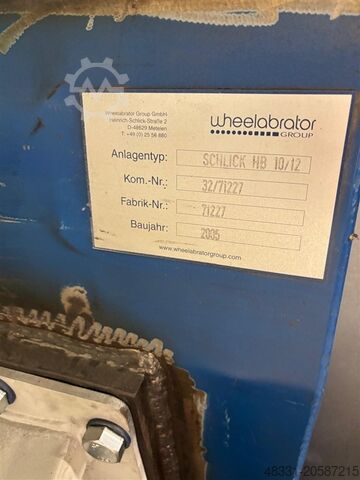 Wheelabrator Group GmbH
Heinrich-Schlick-Straße 2
D-48629 Metelen
T: +49 (0) 25 56 880
wheelabrator
GROUP
Anlagentyp: SCHLICK HB 10/12
Kom.-Nr.: 32/71227
Fabrik-Nr.: 71227
Baujahr: 2005
www.wheelabratorgroup.com
48331-20587215